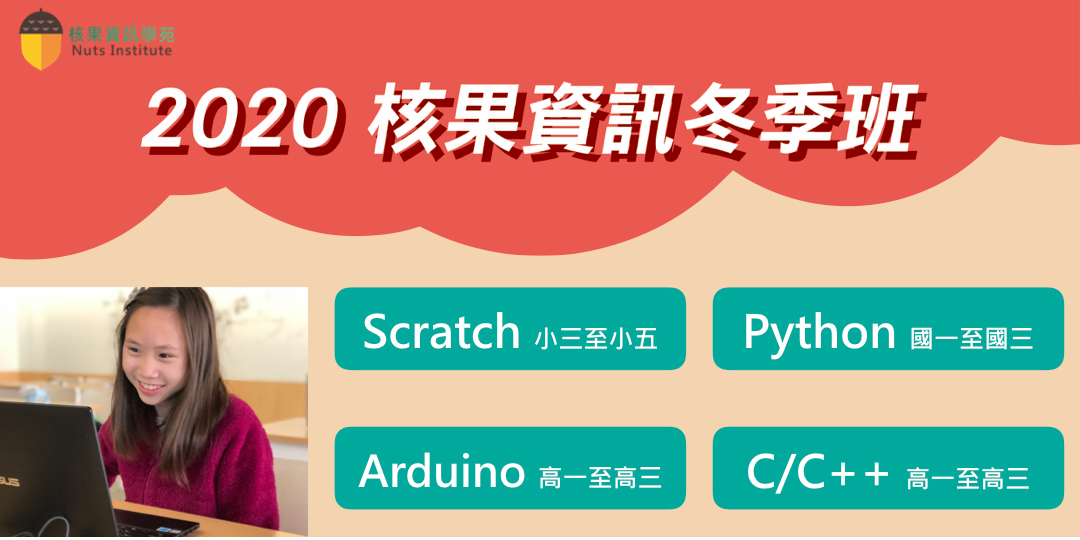 核果資訊學苑
Nuts Institute
2020 核果資訊冬季班
Scratch 小三至小五
Python 國一至國三
Arduino 高一至高三
C/C++ 高一至高三